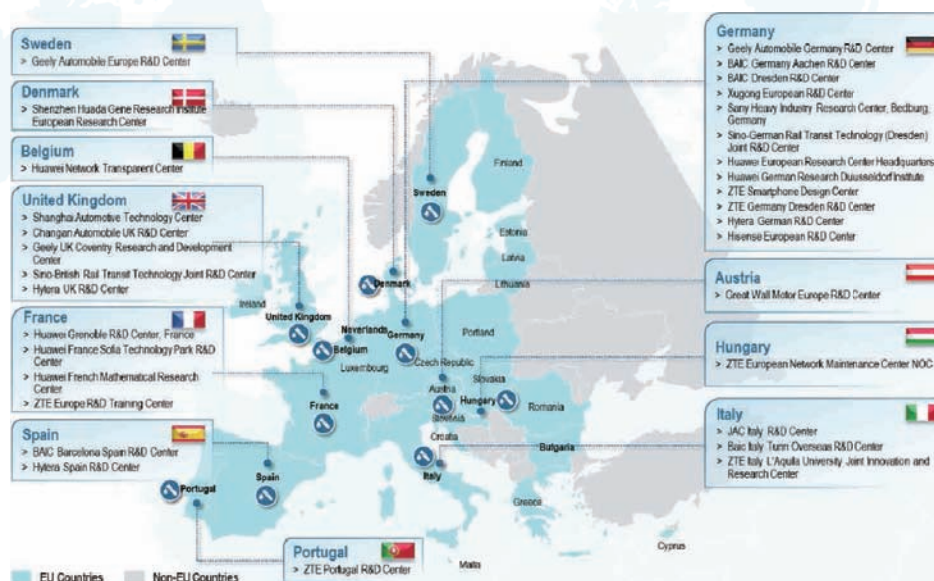 Sweden
> Geely Automobile Europe R&D Center
Denmark
> Shenzhen Huada Gene Research Institute
European Research Center
Belgium
> Huawei Network Transparent Center
United Kingdom
> Shanghai Automotive Technology Center
> Changan Automobile UK R&D Center
> Geely UK Coventry Research and Development
Center
> Sino-British Rail Transit Technology Joint R&D Center
> Hytera UK R&D Center
France
> Huawei Grenoble R&D Center, France
> Huawei France Sofia Technology Park R&D
Center
> Huawei French Mathematical Research
Center
> ZTE Europe R&D Training Center
Spain
> BAIC Barcelona Spain R&D Center
> Hytera Spain R&D Center
Portugal
> ZTE Portugal R&D Center
Germany
> Geely Automobile Germany R&D Center
> BAIC Germany Aachen R&D Center
> BAIC Dresden R&D Center
> Xugong European R&D Center
> Sany Heavy Industry Research Center, Bedburg,
Germany
> Sino-German Rail Transit Technology (Dresden)
Joint R&D Center
> Huawei European Research Center Headquarters
> Huawei German Research Duiusseldorf Institute
> ZTE Smartphone Design Center
> ZTE Germany Dresden R&D Center
> Hytera German R&D Center
> Hisense European R&D Center
Austria
> Great Wall Motor Europe R&D Center
Hungary
> ZTE European Network Maintenance Center NOC
Italy
> JAC Italy R&D Center
> Baic Italy Turin Overseas R&D Center
> ZTE Italy L'Aquila University Joint Innovation and
Research Center
Finland
Sweden
Estonia
Latvia
Lithuania
Denmark
Ireland
United Kingdom
Neverlands
Belgium
Germany
Portland
Luxembourg
Czech Republic
Slovakia
Austria
Hungary
France
Slovenia
Romania
Croatia
Bulgaria
Italy
Spain
Portugal
Greece
Malta
Cyprus
EU Countries
Non-EU Countries